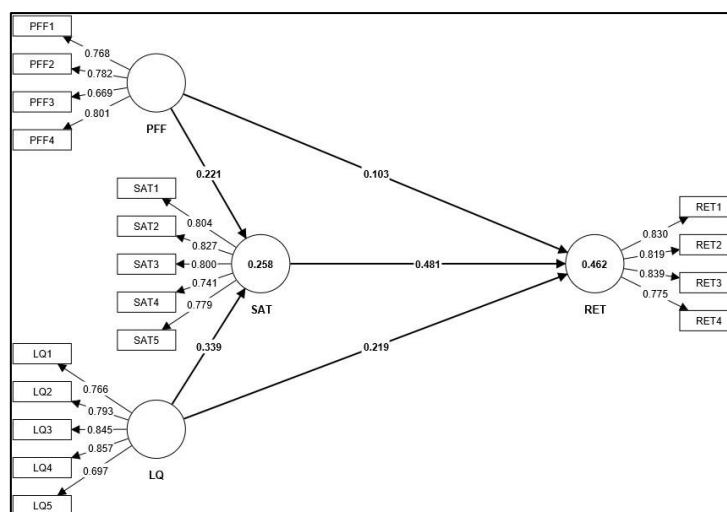 PFF1
PFF2
PFF3
PFF4
0.768
0.782
0.669
0.801
PFF
0.221
0.103
SAT1
SAT2
SAT3
SAT4
SAT5
0.804
0.827
0.800
0.741
0.779
0.258
SAT
0.481
0.462
RET
0.830
0.819
0.839
0.775
RET1
RET2
RET3
RET4
0.339
0.219
LQ1
LQ2
LQ3
LQ4
LQ5
0.766
0.793
0.845
0.857
0.697
LQ